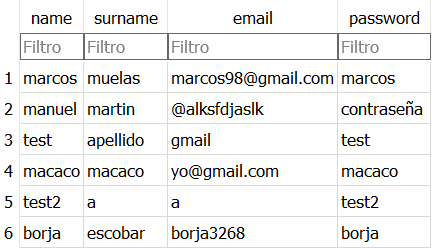 name surname email password
Filtro Filtro Filtro Filtro
1 marcos muelas marcos98@gmail.com marcos
2 manuel martin @alksfdjaslk contraseña
3 test apellido gmail test
4 macaco macaco yo@gmail.com macaco
5 test2 a a test2
6 borja escobar borja3268 borja